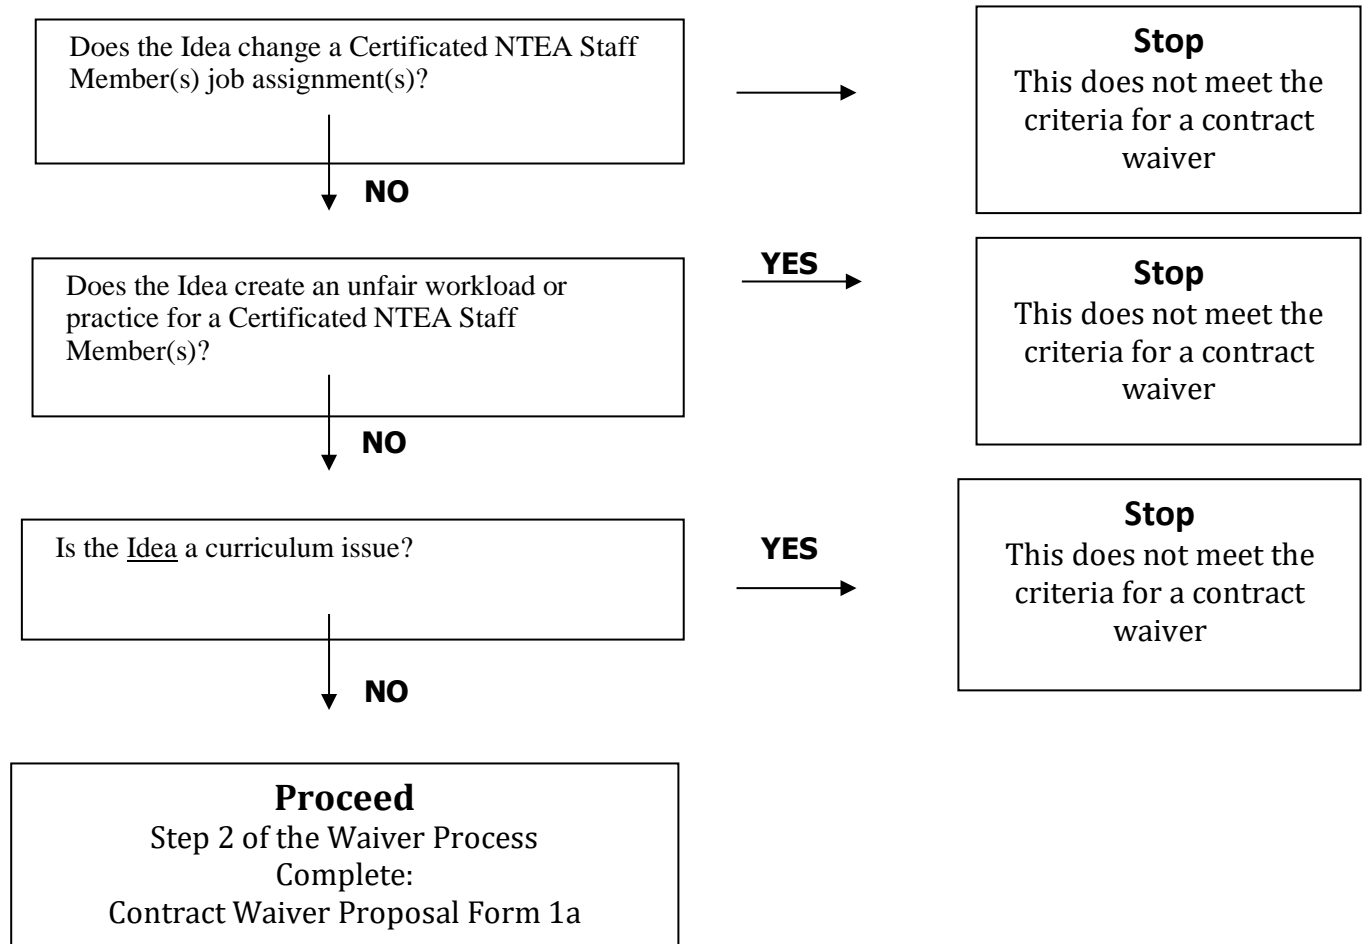 Does the Idea change a Certificated NTEA Staff
Member(s) job assignment(s)?
Stop
This does not meet the
criteria for a contract
waiver
NO
Does the Idea create an unfair workload or
practice for a Certificated NTEA Staff
Member(s)?
YES
Stop
This does not meet the
criteria for a contract
waiver
NO
Is the Idea a curriculum issue?
YES
Stop
This does not meet the
criteria for a contract
waiver
NO
Proceed
Step 2 of the Waiver Process
Complete:
Contract Waiver Proposal Form 1a